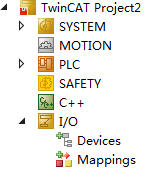 TwinCAT Project2
SYSTEM
MOTION
PLC
SAFETY
C++
I/O
Devices
Mappings